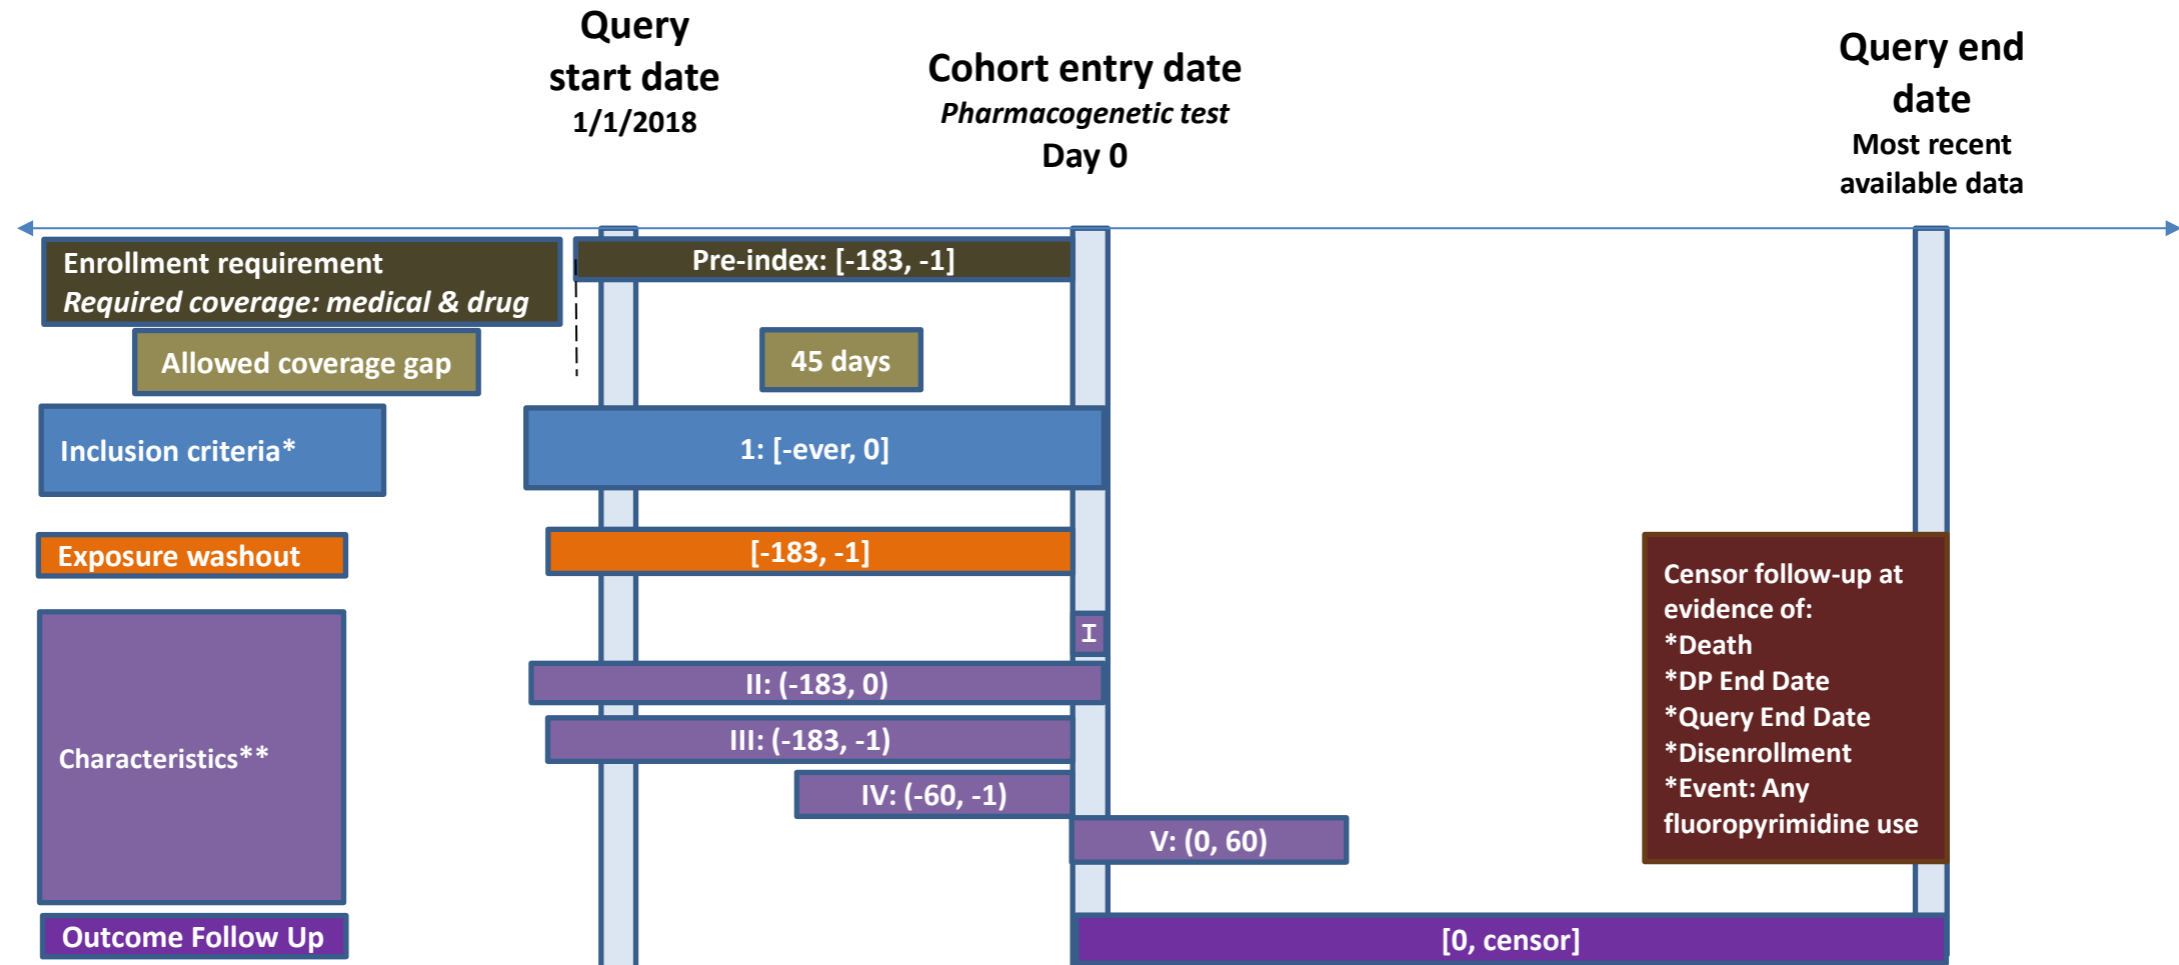 Query
start date
1/1/2018
Cohort entry date
Pharmacogenetic test
Day 0
Query end
date
Most recent
available data
Enrollment requirement
Required coverage: medical & drug
Pre-index: [-183, -1]
Allowed coverage gap
45 days
Inclusion criteria*
1: [-ever, 0]
Exposure washout
[-183, -1]
Characteristics**
I
II: (-183, 0)
III: (-183, -1)
IV: (-60, -1)
V: (0, 60)
Censor follow-up at
evidence of:
*Death
*DP End Date
*Query End Date
*Disenrollment
*Event: Any
fluoropyrimidine use
Outcome Follow Up
[0, censor]